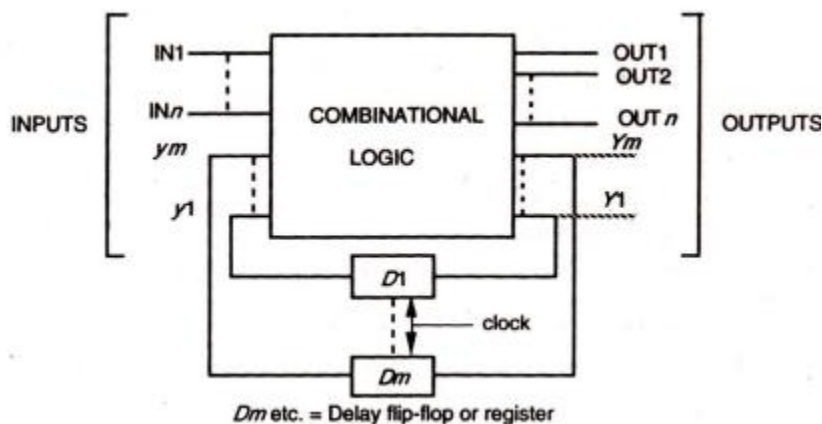 IN1
INn
INPUTS
ym
y1
COMBINATIONAL
LOGIC
OUT1
OUT2
OUT n
OUTPUTS
Ym
Y1
D1
clock
Dm
Dm etc. = Delay flip-flop or register